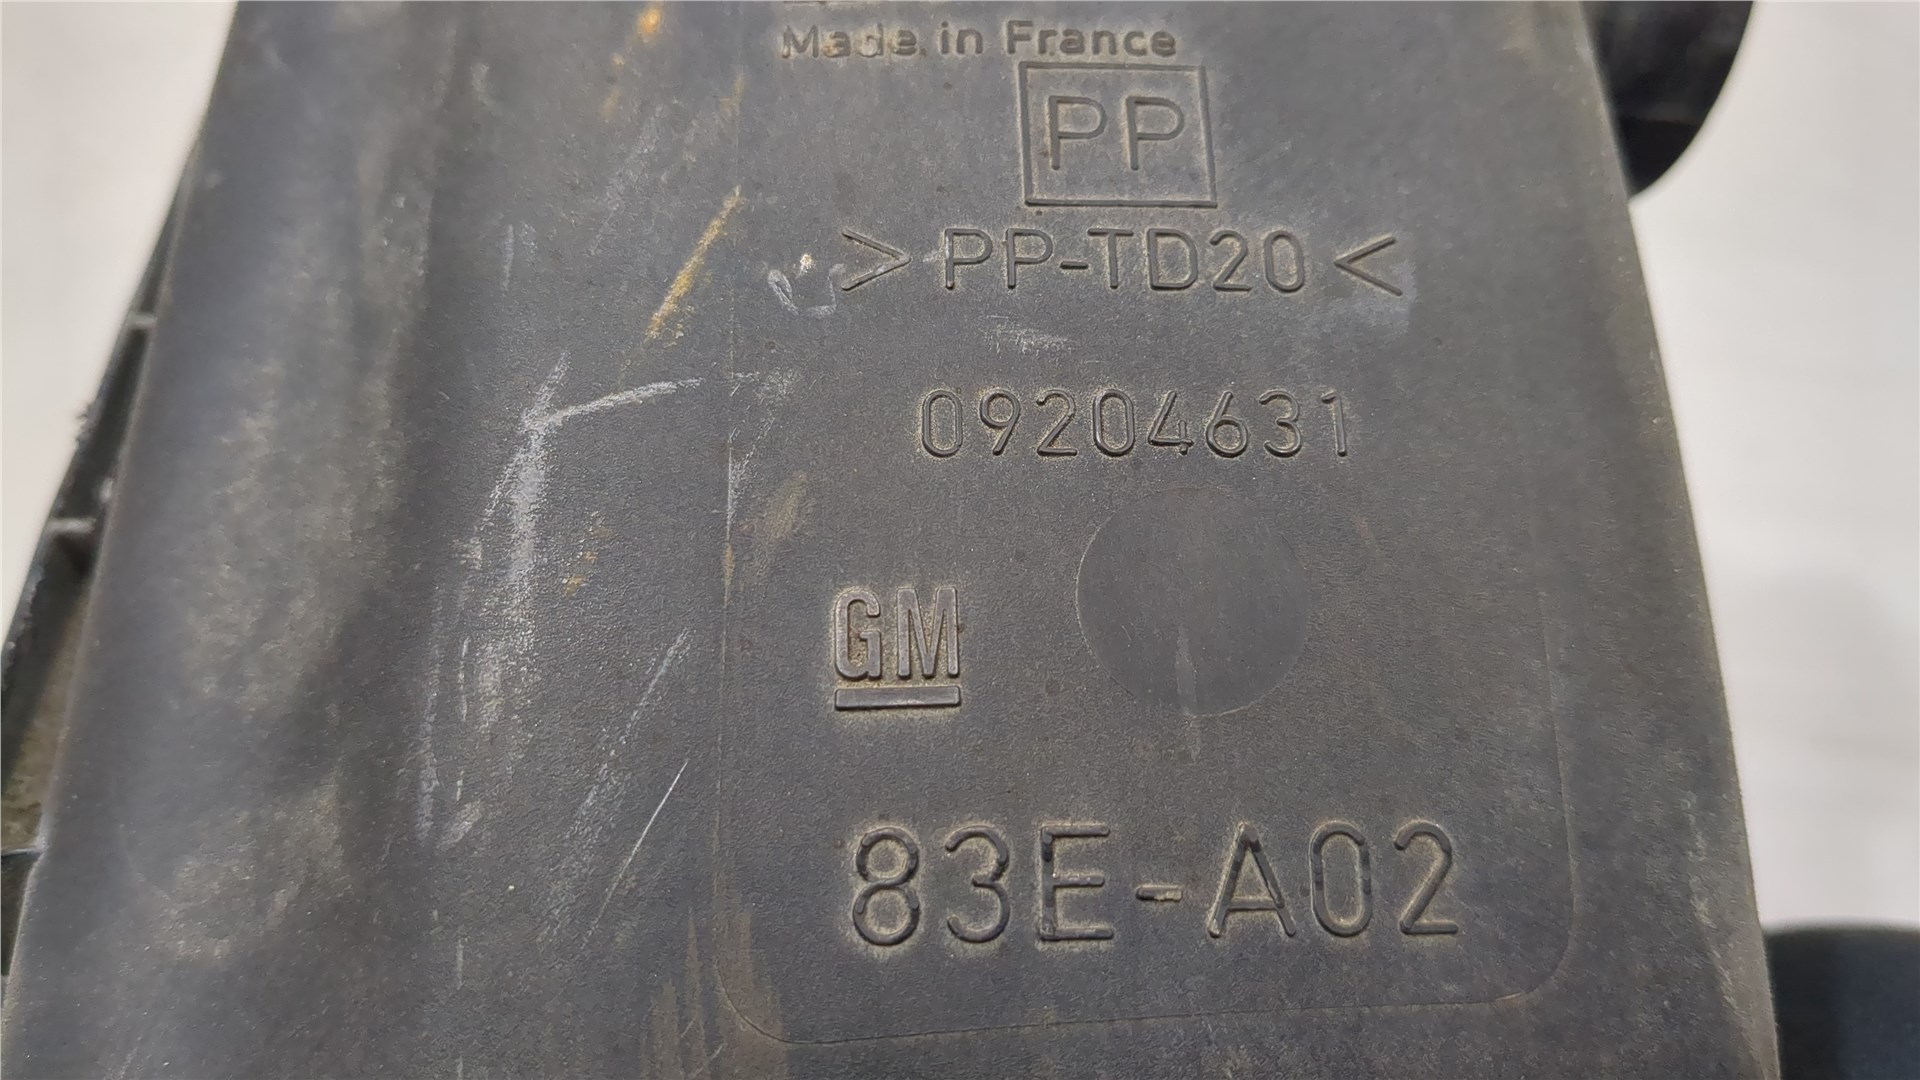 Made in France
PP
>PP-TD20<
09204631
GM
83E-A02